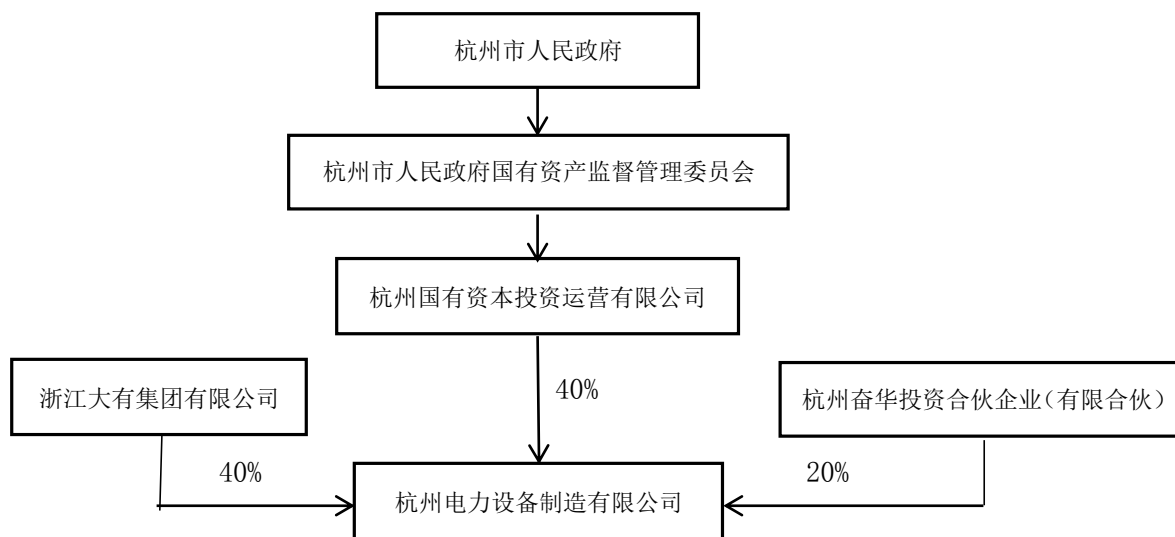 杭州市人民政府
杭州市人民政府国有资产监督管理委员会
杭州国有资本投资运营有限公司
浙江大有集团有限公司
40%
杭州奋华投资合伙企业（有限合伙）
40%
20%
杭州电力设备制造有限公司